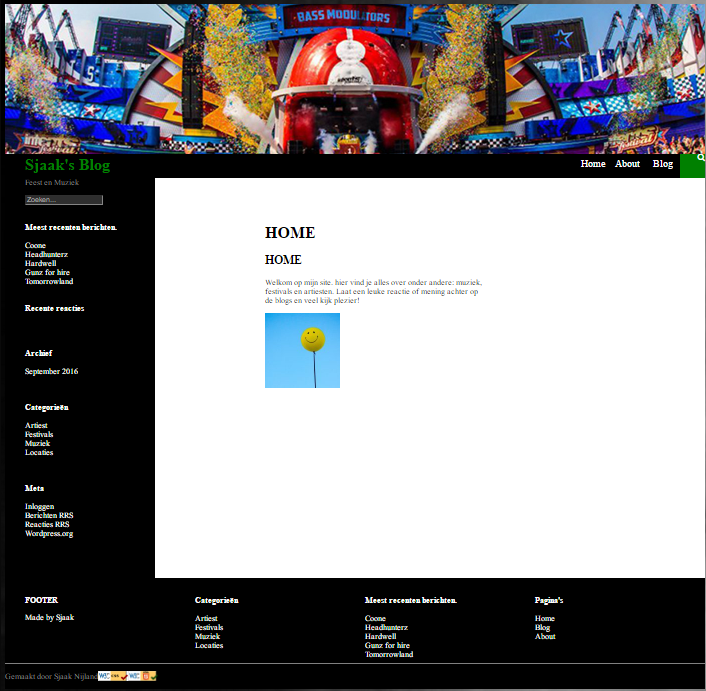 BASS MODULATORS
Sjaak's Blog
Home About Blog
Feest en Muziek
Zoeken...
Meest recenten berichten.
Coone
Headhunterz
Hardwell
Gunz for hire
Tomorrowland
Recente reacties
Archief
September 2016
Categorieën
Artiest
Festivals
Muziek
Locaties
Meta
Inloggen
Berichten RRS
Reacties RRS
Wordpress.org
HOME
HOME
Welkom op mijn site. hier vind je alles over onder andere: muziek,
festivals en artiesten. Laat een leuke reactie of mening achter op
de blogs en veel kijk plezier!
FOOTER
Made by Sjaak
Categorieën
Artiest
Festivals
Muziek
Locaties
Meest recenten berichten.
Coone
Headhunterz
Hardwell
Gunz for hire
Tomorrowland
Pagina's
Home
Blog
About
Gemaakt door Sjaak Nijland
W3C css W3C